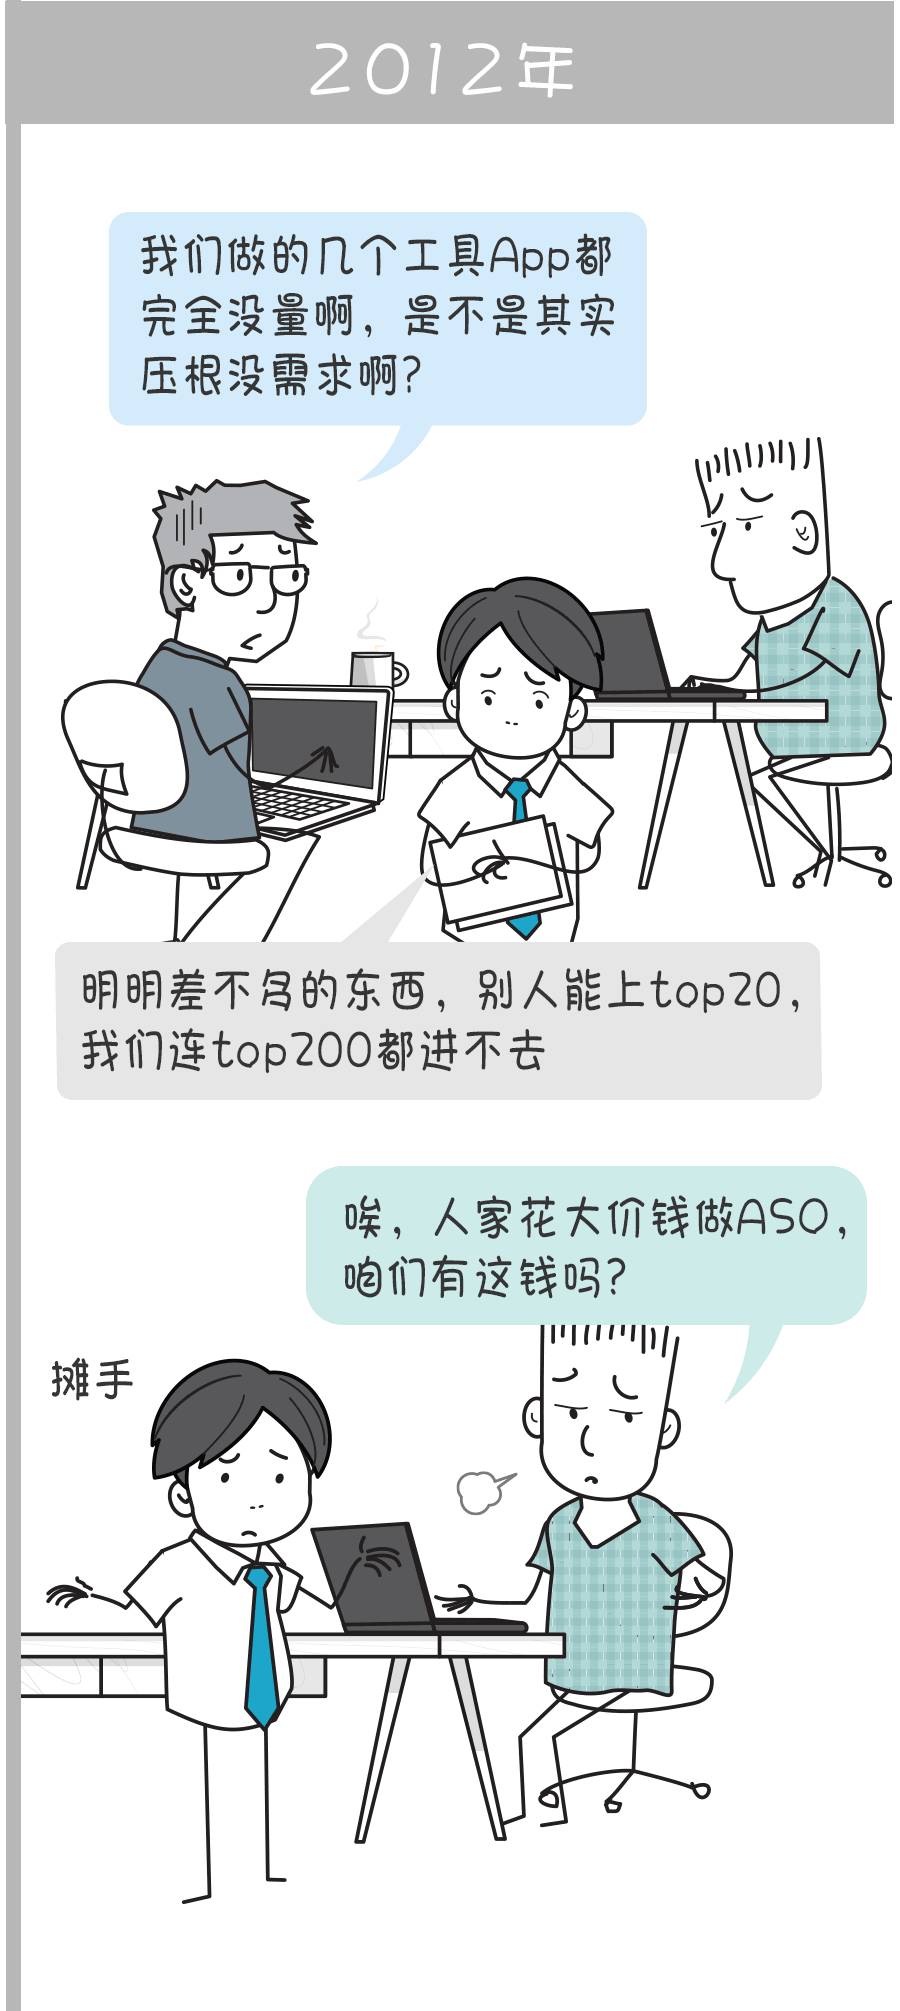 2012年
我们做的几个工具App都
完全没量啊，是不是其实
压根没需求啊？
明明差不多的东西，别人能上top20，
我们连top200都进不去
唉，人家花大价钱做ASO，
咱们有这钱吗？
摊手